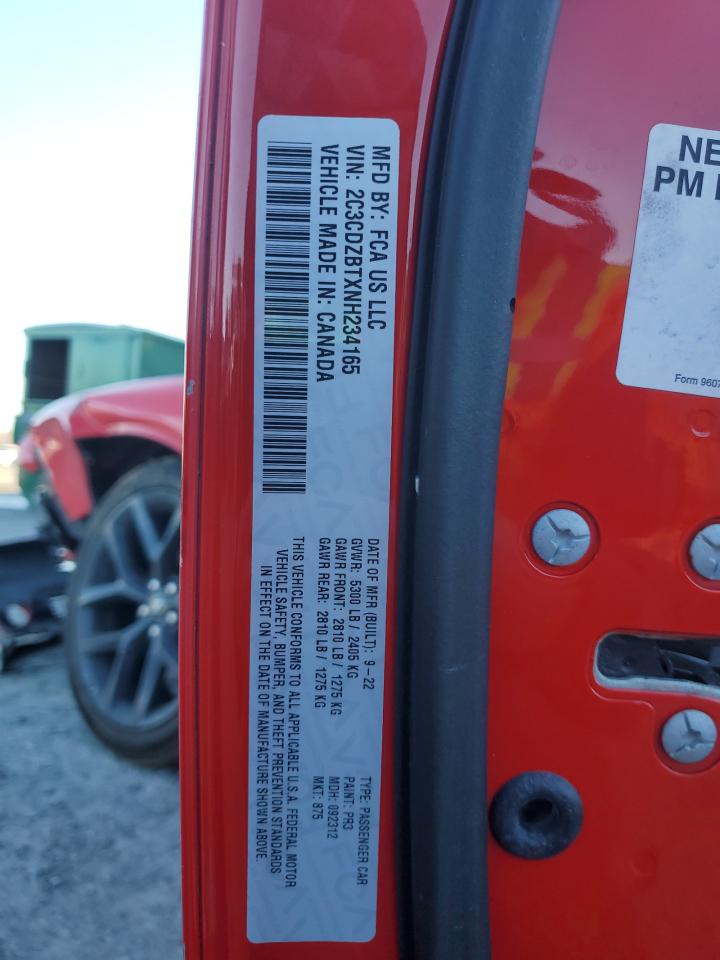 MFD BY: FCA US LLC
VIN: 2C3CDZBTXNH234165
VEHICLE MADE IN: CANADA
DATE OF MFR (BUILT): 9-22
GVWR: 5300 LB / 2405 KG
GAWR FRONT: 2810 LB / 1275 KG
GAWR REAR: 2810 LB / 1275 KG
TYPE: PASSENGER CAR
PAINT: PR3
MDH: 092312
MKT: 875
THIS VEHICLE CONFORMS TO ALL APPLICABLE U.S.A. FEDERAL MOTOR
VEHICLE SAFETY, BUMPER, AND THEFT PREVENTION STANDARDS
IN EFFECT ON THE DATE OF MANUFACTURE SHOWN ABOVE.
NE
PM
Form 9607